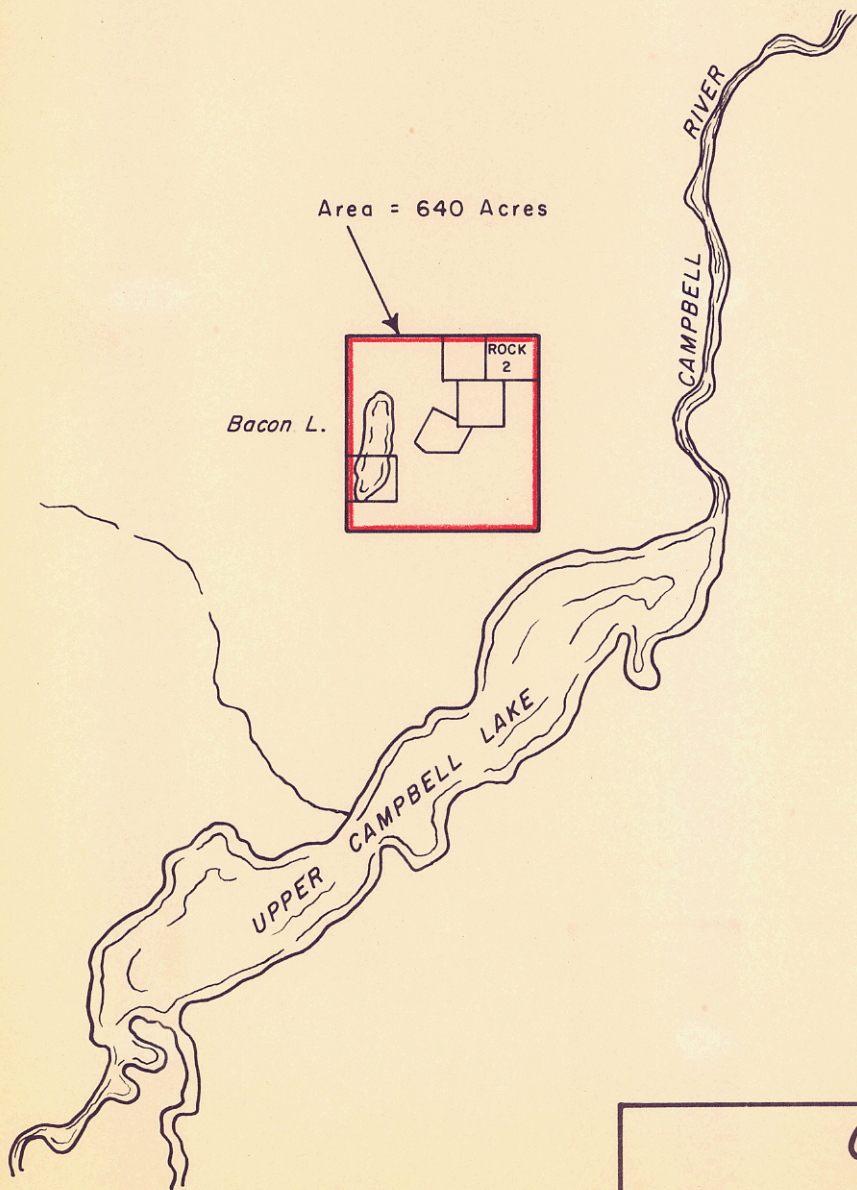 RIVER
Area = 640 Acres
CAMPBELL
ROCK
2
Bacon L.
UPPER CAMPBELL LAKE